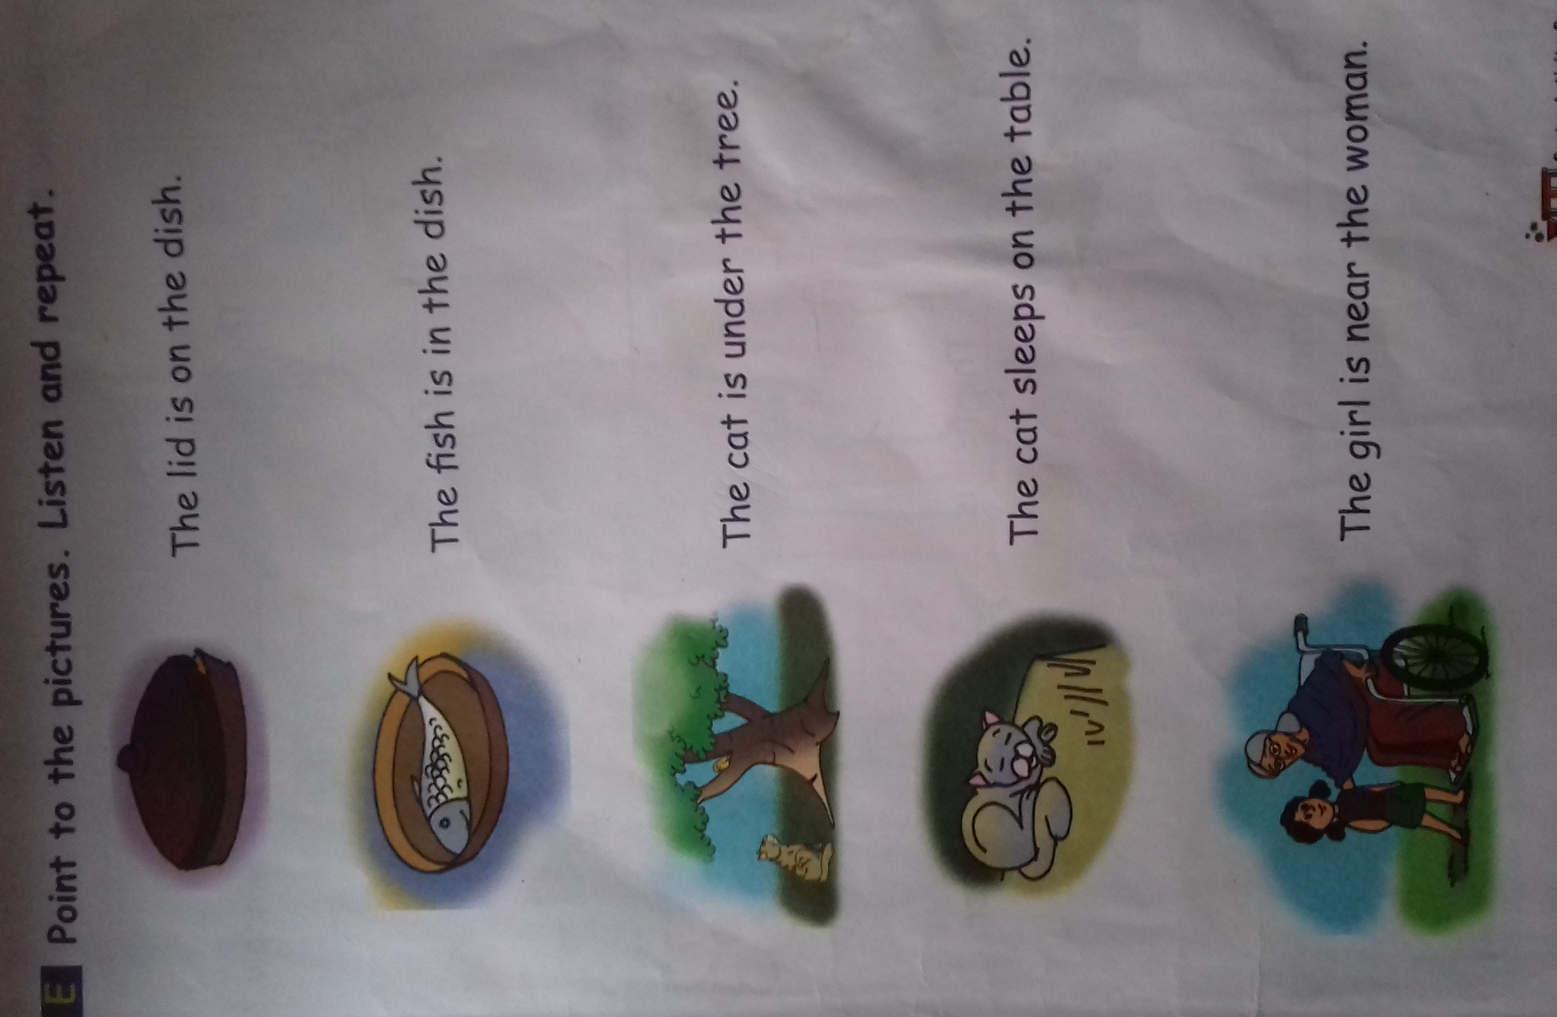 E Point to the pictures. Listen and repeat.
The lid is on the dish.
The fish is in the dish.
The cat is under the tree.
The cat sleeps on the table.
The girl is near the woman.